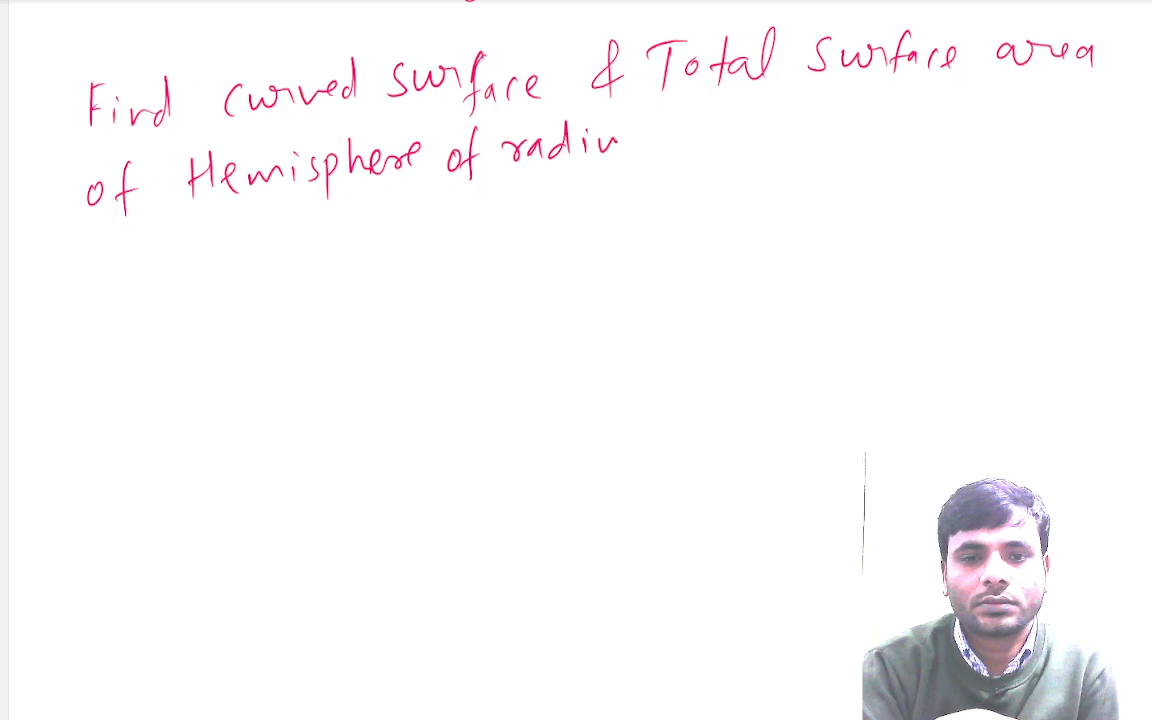 Find curved surface & Total surface area
of Hemisphere of radiu